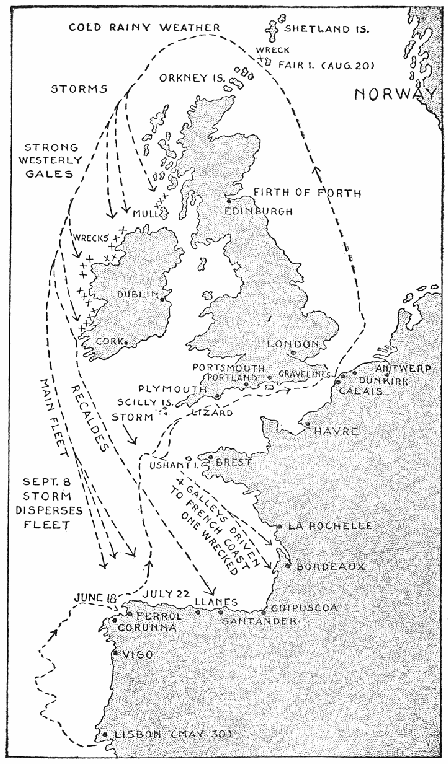 COLD RAINY WEATHER
SHETLAND IS.
WRECK
FAIR I. (AUG. 20)
ORKNEY IS.
NORWAY
STORMS
STRONG
WESTERLY
GALES
MULL
FIRTH OF FORTH
EDINBURGH
WRECKS
DUBLIN
CORK
LONDON
PORTSMOUTH
PORTLAND
GRAVELINES
ANTWERP
DUNKIRK
CALAIS
PLYMOUTH
SCILLY IS.
STORM
LIZARD
HAVRE
MAIN FLEET
RECALDES
USHANT I.
BREST
SEPT. 8
STORM
DISPERSES
FLEET
4 GALLEYS DRIVEN
TO FRENCH COAST
ONE WRECKED
LA ROCHELLE
BORDEAUX
JUNE 18
JULY 22
LLANES
GUIPUSCOA
FERROL
CORUNNA
SANTANDER
VIGO
LISBON (MAY 30)